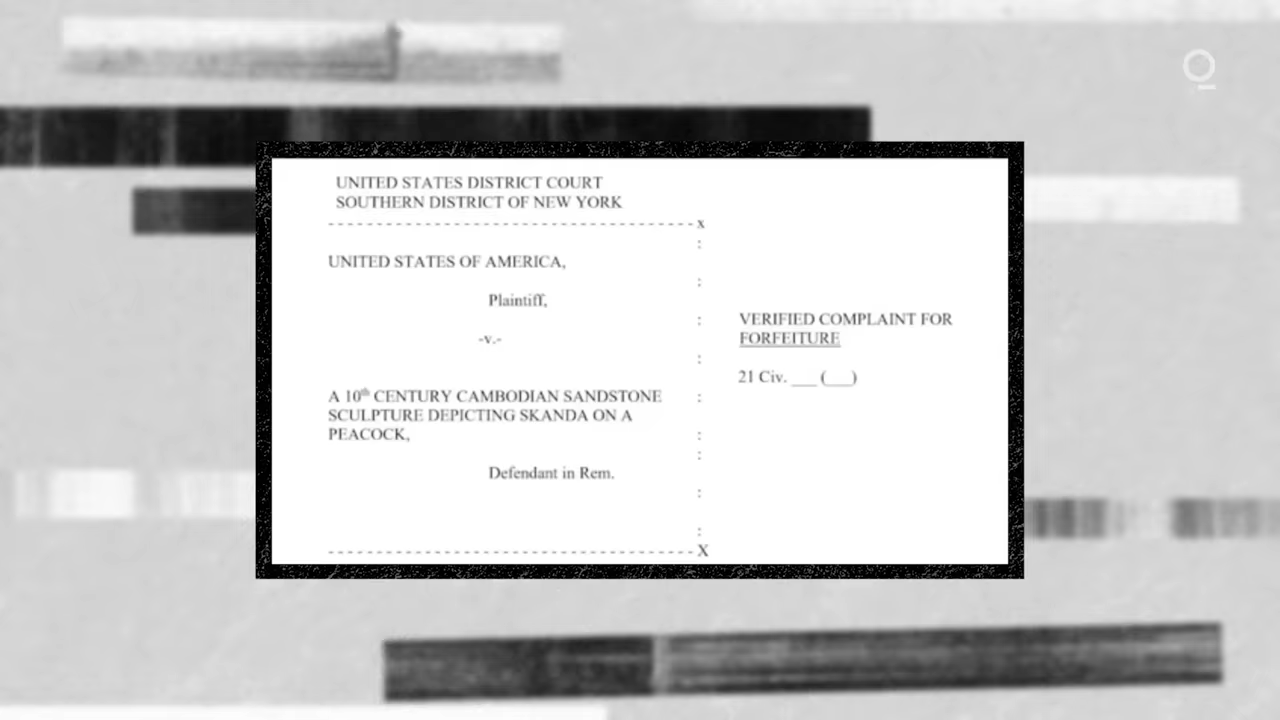 UNITED STATES DISTRICT COURT
SOUTHERN DISTRICT OF NEW YORK
- - - - - - - - - - - - - - - - - - - - - - - - - - - - - - - - - - - - - x
:
UNITED STATES OF AMERICA,
:
Plaintiff,
: VERIFIED COMPLAINT FOR
-v.- FORFEITURE
:
21 Civ. ___ (___)
A 10th CENTURY CAMBODIAN SANDSTONE :
SCULPTURE DEPICTING SKANDA ON A
PEACOCK, :
:
Defendant in Rem.
:
:
- - - - - - - - - - - - - - - - - - - - - - - - - - - - - - - - - - - - - X